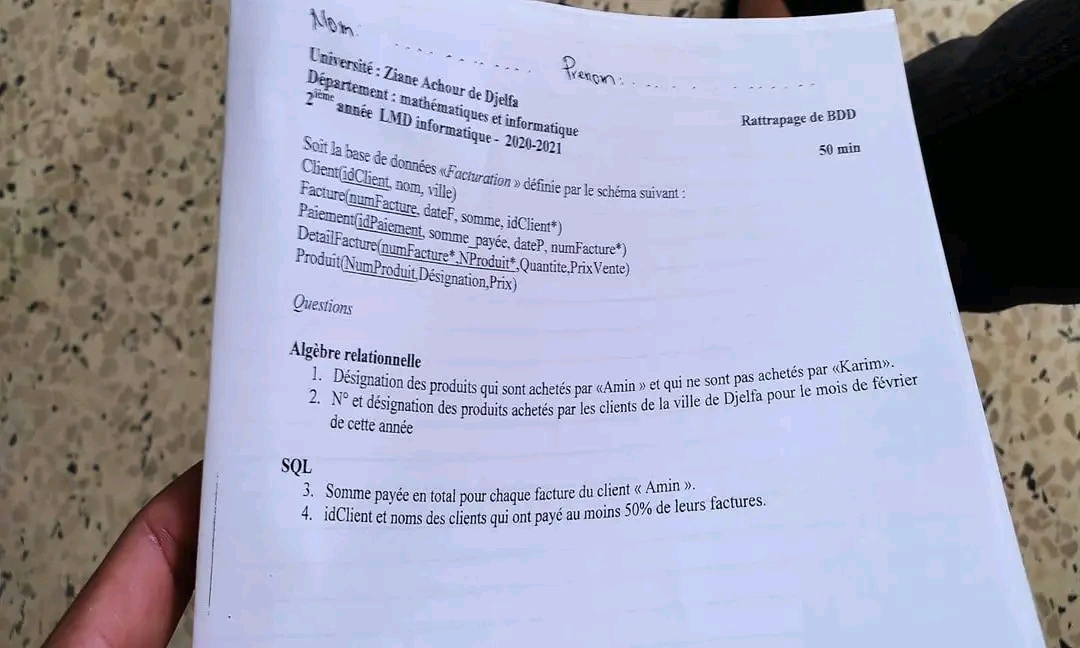 Nom: . . . . . . . . . . Prenom: . . . . . . . . . . . .
Université : Ziane Achour de Djelfa
Département : mathématiques et informatique
2ième année LMD informatique - 2020-2021
Rattrapage de BDD
50 min
Soit la base de données «Facturation » définie par le schéma suivant :
Client(idClient, nom, ville)
Facture(numFacture, dateF, somme, idClient*)
Paiement(idPaiement, somme_payée, dateP, numFacture*)
DetailFacture(numFacture*,NProduit*,Quantite,PrixVente)
Produit(NumProduit,Désignation,Prix)
Questions
Algèbre relationnelle
1. Désignation des produits qui sont achetés par «Amin » et qui ne sont pas achetés par «Karim».
2. N° et désignation des produits achetés par les clients de la ville de Djelfa pour le mois de février
de cette année
SQL
3. Somme payée en total pour chaque facture du client « Amin ».
4. idClient et noms des clients qui ont payé au moins 50% de leurs factures.